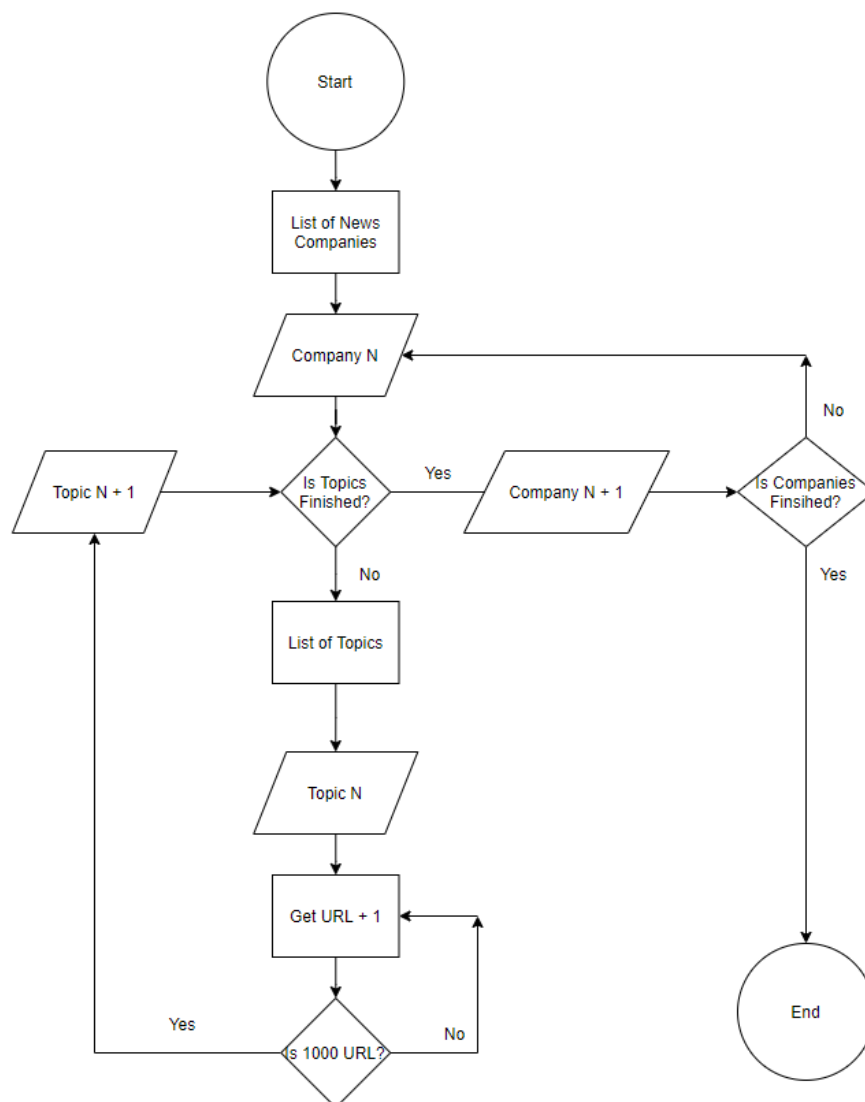 Start
List of News
Companies
Company N
No
Topic N + 1
Is Topics
Finished?
Yes
Company N + 1
Is Companies
Finsihed?
No
Yes
List of Topics
Topic N
Get URL + 1
Yes
Is 1000 URL?
No
End